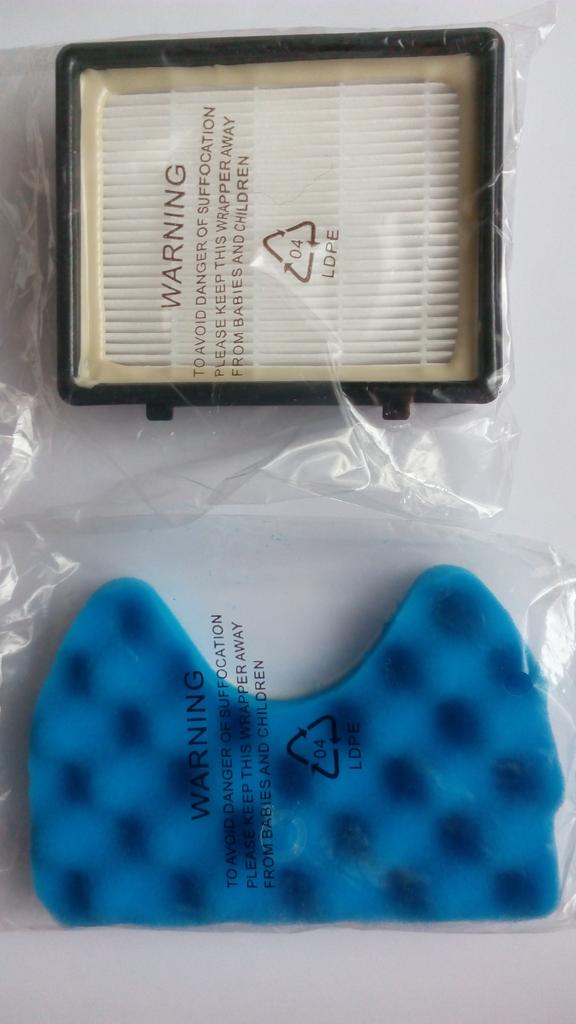 WARNING
TO AVOID DANGER OF SUFFOCATION
PLEASE KEEP THIS WRAPPER AWAY
FROM BABIES AND CHILDREN
04
LDPE
WARNING
TO AVOID DANGER OF SUFFOCATION
PLEASE KEEP THIS WRAPPER AWAY
FROM BABIES AND CHILDREN
04
LDPE